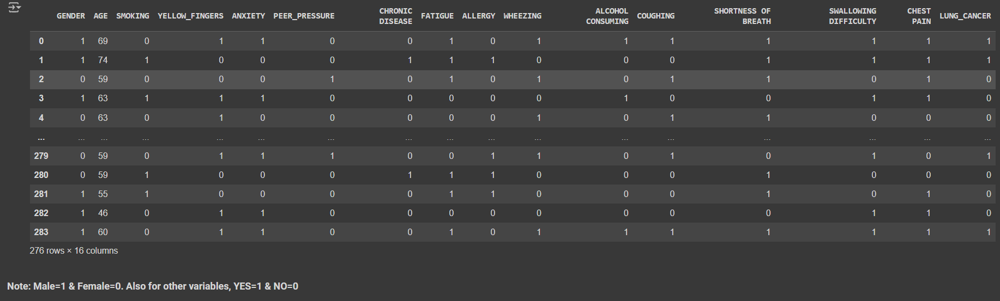 GENDER AGE SMOKING YELLOW_FINGERS ANXIETY PEER_PRESSURE CHRONIC DISEASE FATIGUE ALLERGY WHEEZING ALCOHOL CONSUMING COUGHING SHORTNESS OF BREATH SWALLOWING DIFFICULTY CHEST PAIN LUNG_CANCER
0 1 69 0 1 1 0 0 1 0 1 1 1 1 1 1 1
1 1 74 1 0 0 0 1 1 1 0 0 0 1 1 1 1
2 0 59 0 0 0 1 0 1 0 1 0 1 1 0 1 0
3 1 63 1 1 1 0 0 0 0 0 1 0 0 1 1 0
4 0 63 0 1 0 0 0 0 0 1 0 1 1 0 0 0
... ... ... ... ... ... ... ... ... ... ... ... ... ... ... ... ...
279 0 59 0 1 1 1 0 0 1 1 0 1 0 1 0 1
280 0 59 1 0 0 0 1 1 1 0 0 0 1 0 0 0
281 1 55 1 0 0 0 0 1 1 0 0 0 1 0 1 0
282 1 46 0 1 1 0 0 0 0 0 0 0 0 1 1 0
283 1 60 0 1 1 0 0 1 0 1 1 1 1 1 1 1
276 rows × 16 columns
Note: Male=1 & Female=0. Also for other variables, YES=1 & NO=0